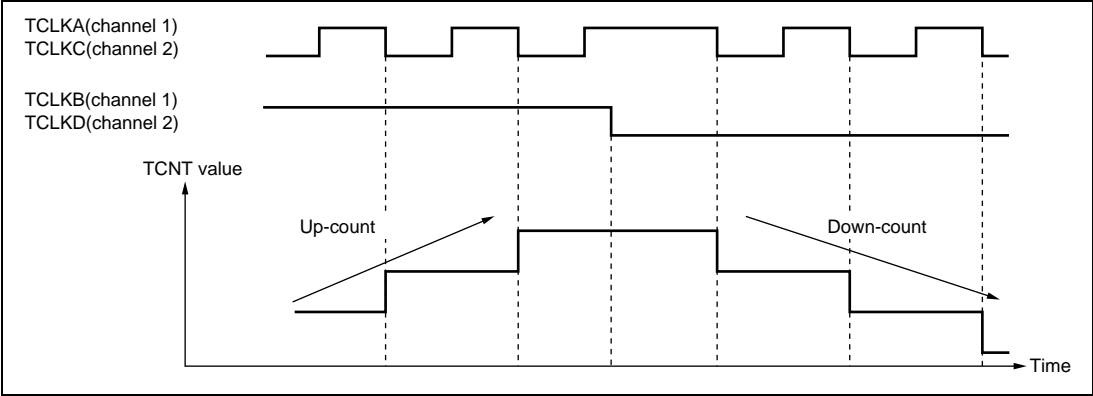 TCLKA(channel 1)
TCLKC(channel 2)
TCLKB(channel 1)
TCLKD(channel 2)
TCNT value
Up-count
Down-count
Time